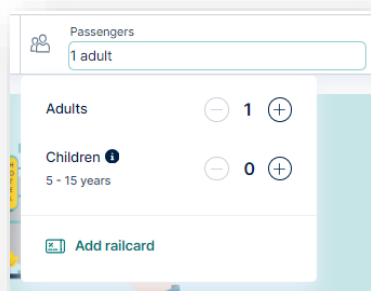 Passengers
1 adult
Adults
1
Children
5 - 15 years
0
Add railcard